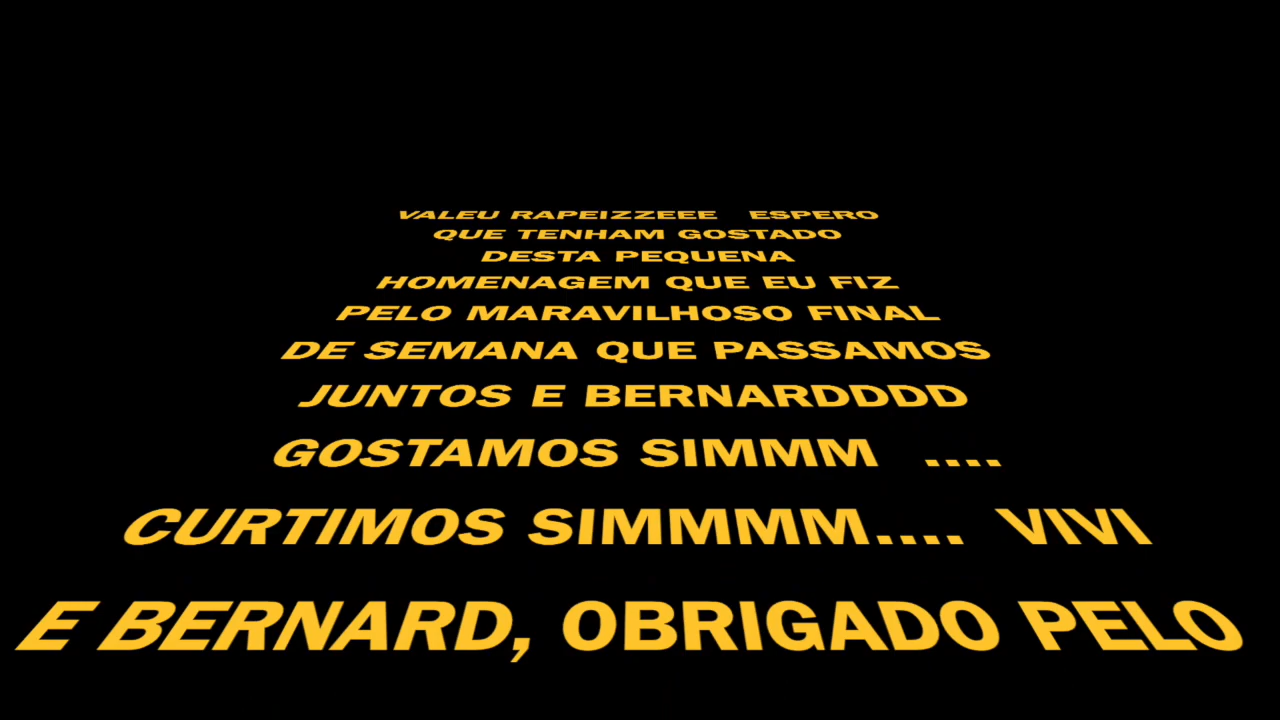 VALEU RAPEIZZEEE ESPERO
QUE TENHAM GOSTADO
DESTA PEQUENA
HOMENAGEM QUE EU FIZ
PELO MARAVILHOSO FINAL
DE SEMANA QUE PASSAMOS
JUNTOS E BERNARDDDD
GOSTAMOS SIMMM ....
CURTIMOS SIMMMM.... VIVI
E BERNARD, OBRIGADO PELO